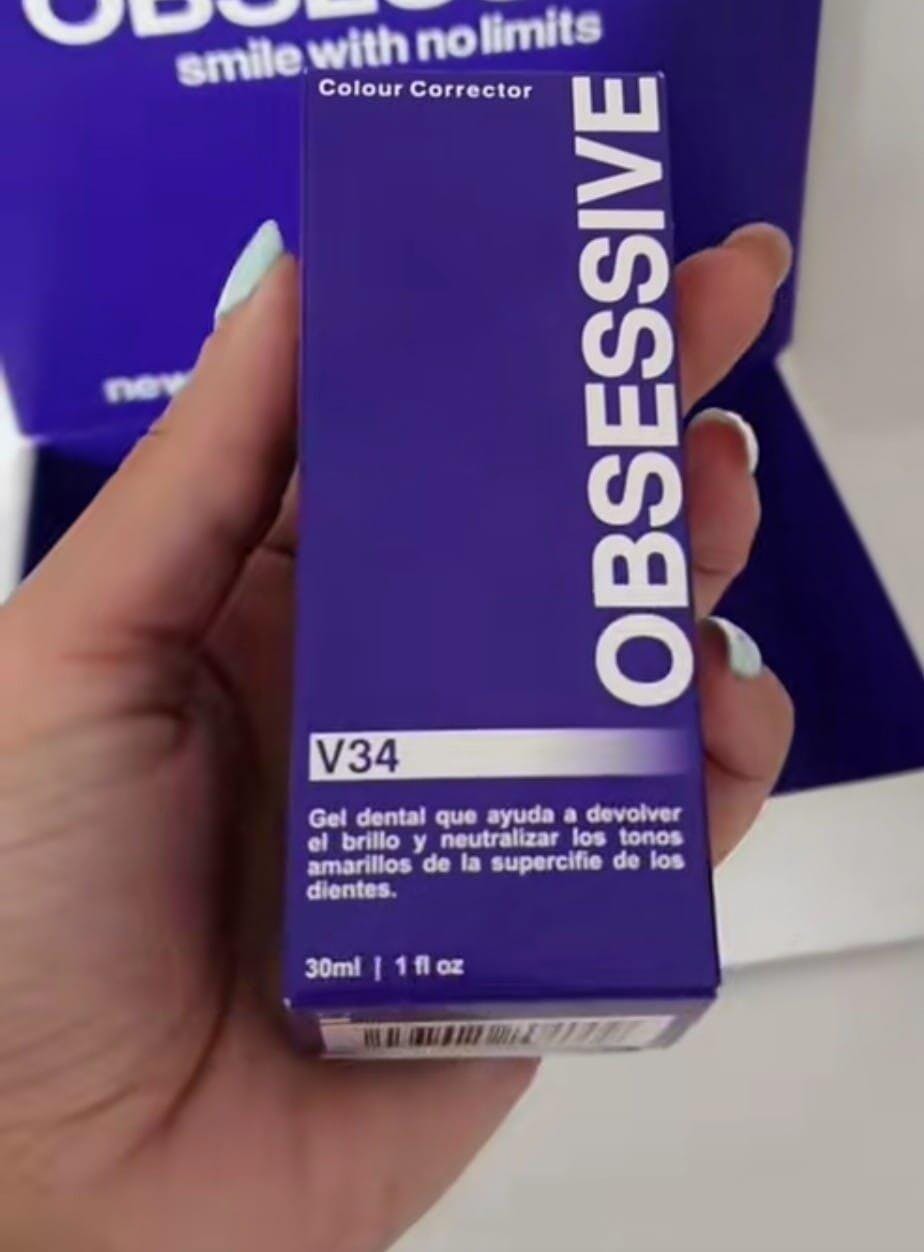 smile with no limits
Colour Corrector
OBSESSIVE
new
V34
Gel dental que ayuda a devolver
el brillo y neutralizar los tonos
amarillos de la supercifie de los
dientes.
30ml | 1 fl oz